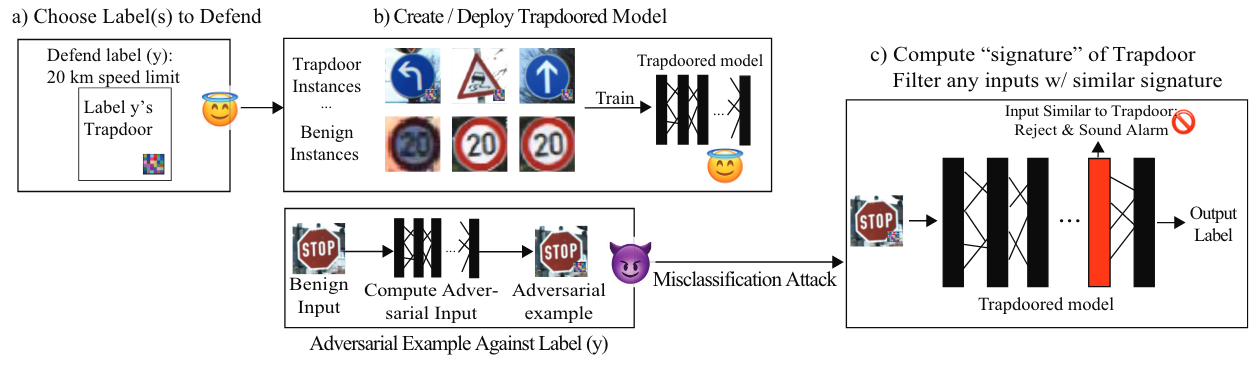 a) Choose Label(s) to Defend
Defend label (y):
20 km speed limit
Label y's
Trapdoor
b) Create / Deploy Trapdoored Model
Trapdoor
Instances
...
Benign
Instances
20
20
20
Train
Trapdoored model
...
STOP
Benign
Input
...
Compute Adver-
sarial Input
STOP
Adversarial
example
Adversarial Example Against Label (y)
Misclassification Attack
c) Compute “signature” of Trapdoor
Filter any inputs w/ similar signature
Input Similar to Trapdoor:
Reject & Sound Alarm
STOP
...
Output
Label
Trapdoored model